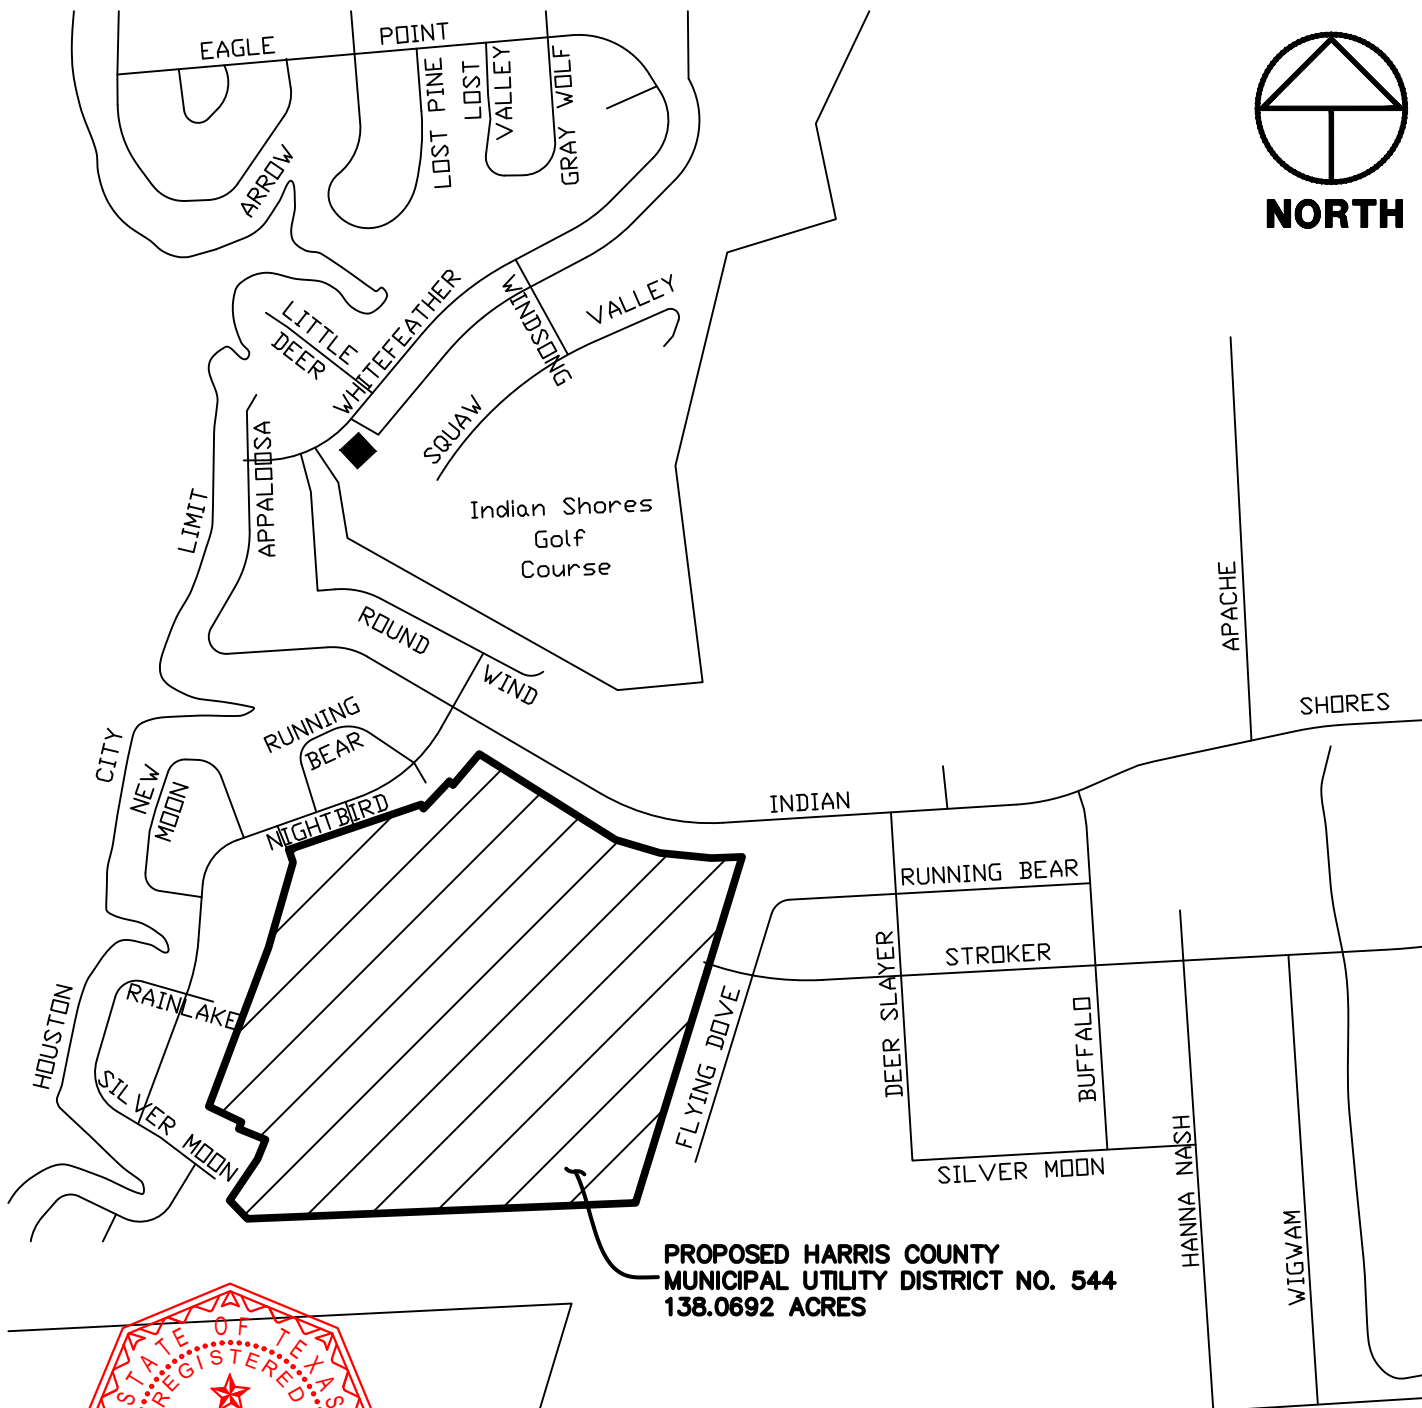 EAGLE
POINT
LOST PINE
LOST
VALLEY
GRAY WOLF
NORTH
ARROW
LITTLE
DEER
WHITEFEATHER
WINDSONG
VALLEY
SQUAW
APPALOOSA
LIMIT
Indian Shores
Golf
Course
APACHE
ROUND
WIND
SHORES
RUNNING
BEAR
CITY
NEW
MOON
NIGHTBIRD
INDIAN
RUNNING BEAR
DEER SLAYER
STROKER
HOUSTON
RAINLAKE
FLYING DOVE
BUFFALO
SILVER MOON
SILVER MOON
HANNA NASH
WIGWAM
PROPOSED HARRIS COUNTY
MUNICIPAL UTILITY DISTRICT NO. 544
138.0692 ACRES
STATE OF TEXAS
REGISTERED